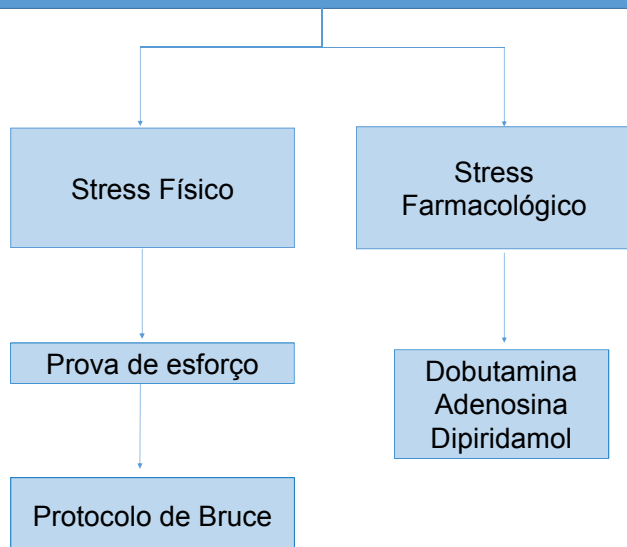 Stress Físico
Stress
Farmacológico
Prova de esforço
Dobutamina
Adenosina
Dipiridamol
Protocolo de Bruce